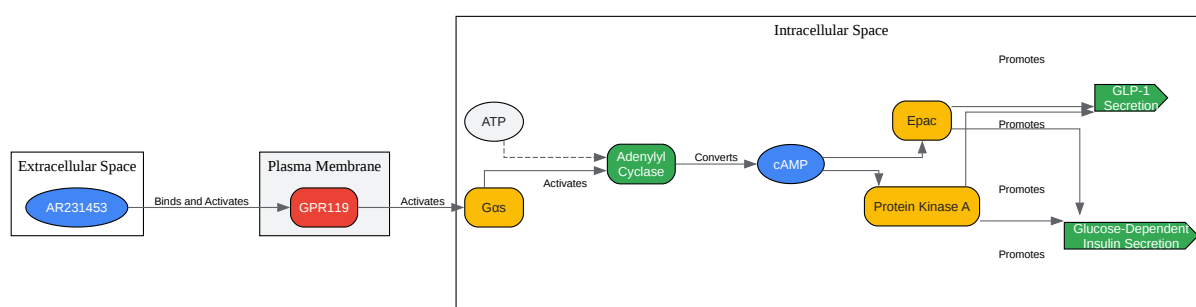 Intracellular Space
Promotes
GLP-1
Secretion
ATP
Epac
Promotes
Extracellular Space
Plasma Membrane
Adenylyl
Cyclase
Converts
cAMP
Activates
Promotes
AR231453
Binds and Activates
GPR119
Activates
Gαs
Protein Kinase A
Glucose-Dependent
Insulin Secretion
Promotes